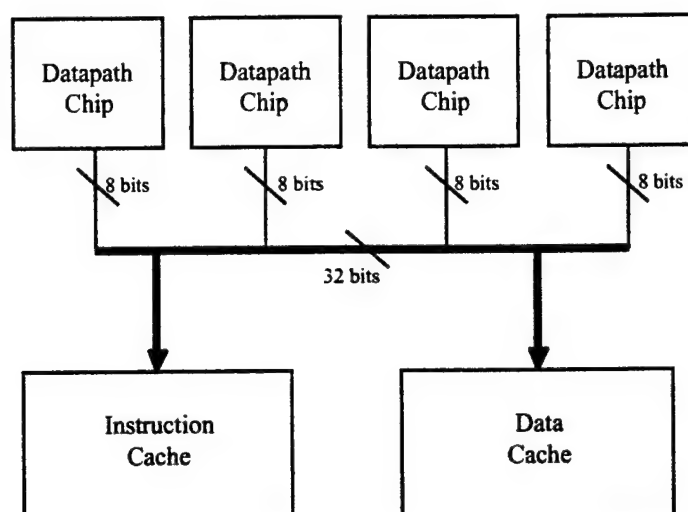 Datapath
Chip
Datapath
Chip
Datapath
Chip
Datapath
Chip
8 bits
8 bits
8 bits
8 bits
32 bits
Instruction
Cache
Data
Cache